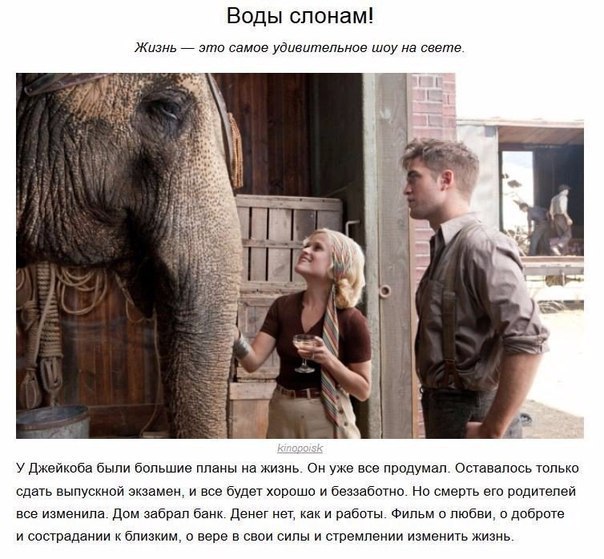 Воды слонам!
Жизнь — это самое удивительное шоу на свете.
kinopoisk
У Джейкоба были большие планы на жизнь. Он уже все продумал. Оставалось только
сдать выпускной экзамен, и все будет хорошо и беззаботно. Но смерть его родителей
все изменила. Дом забрал банк. Денег нет, как и работы. Фильм о любви, о доброте
и сострадании к близким, о вере в свои силы и стремлении изменить жизнь.